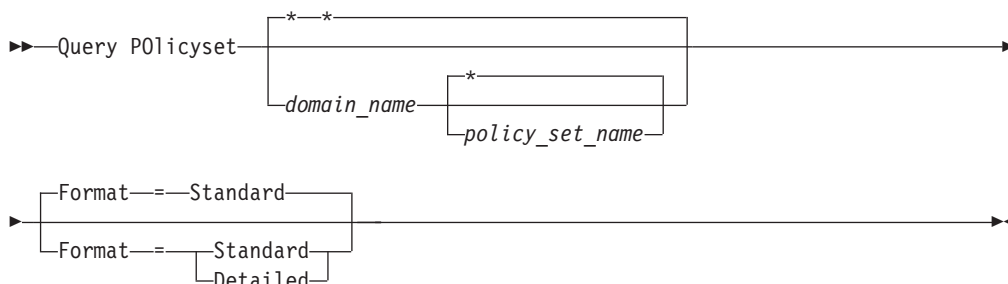 * *
Query POlicyset
*
domain_name
policy_set_name
Format = Standard
Format = Standard
Detailed